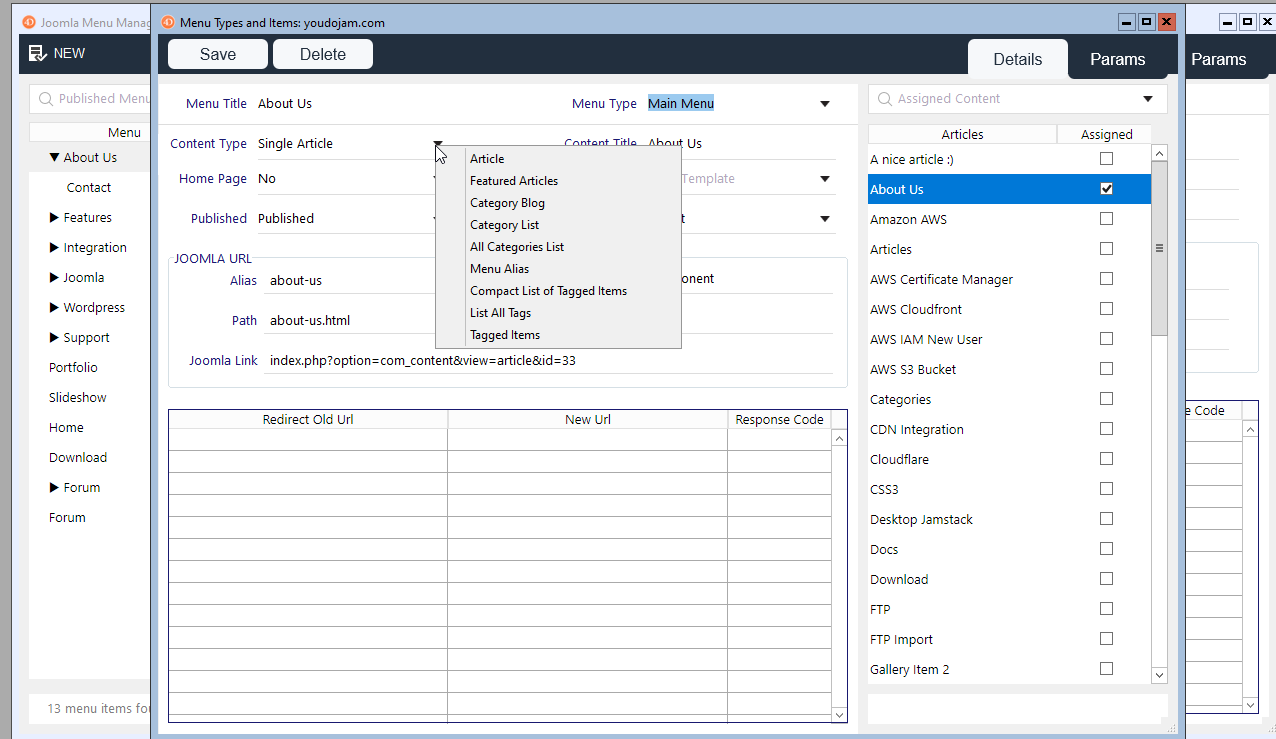 Joomla Menu Manag
NEW
Published Menu
Menu
▼ About Us
Contact
▶ Features
▶ Integration
▶ Joomla
▶ Wordpress
▶ Support
Portfolio
Slideshow
Home
Download
▶ Forum
Forum
13 menu items fou
Menu Types and Items: youdojam.com
Save Delete Details Params
Menu Title About Us Menu Type Main Menu
Content Type Single Article Content Title About Us
Home Page No Template
Published Published t
Article
Featured Articles
Category Blog
Category List
All Categories List
Menu Alias
Compact List of Tagged Items
List All Tags
Tagged Items
JOOMLA URL
Alias about-us onent
Path about-us.html
Joomla Link index.php?option=com_content&view=article&id=33
Redirect Old Url New Url Response Code
Assigned Content
Articles Assigned
A nice article :)
About Us
Amazon AWS
Articles
AWS Certificate Manager
AWS Cloudfront
AWS IAM New User
AWS S3 Bucket
Categories
CDN Integration
Cloudflare
CSS3
Desktop Jamstack
Docs
Download
FTP
FTP Import
Gallery Item 2
Params
e Code